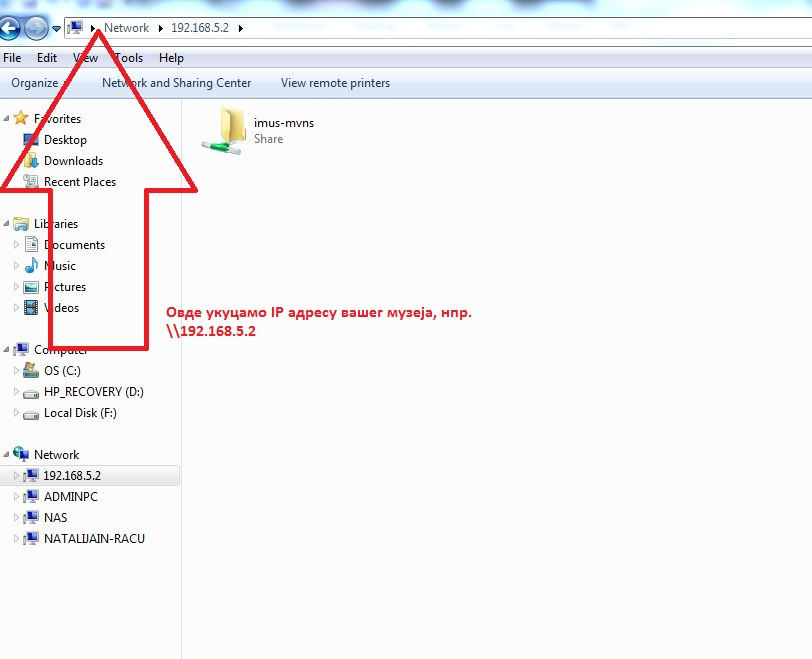 Network 192.168.5.2
File Edit View Tools Help
Organize Network and Sharing Center View remote printers
Favorites
Desktop
Downloads
Recent Places
Libraries
Documents
Music
Pictures
Videos
Computer
OS (C:)
HP_RECOVERY (D:)
Local Disk (F:)
Network
192.168.5.2
ADMINPC
NAS
NATALIJAIN-RACU
imus-mvns
Share
Овде укуцамо IP адресу вашег музеја, нпр.
\\192.168.5.2